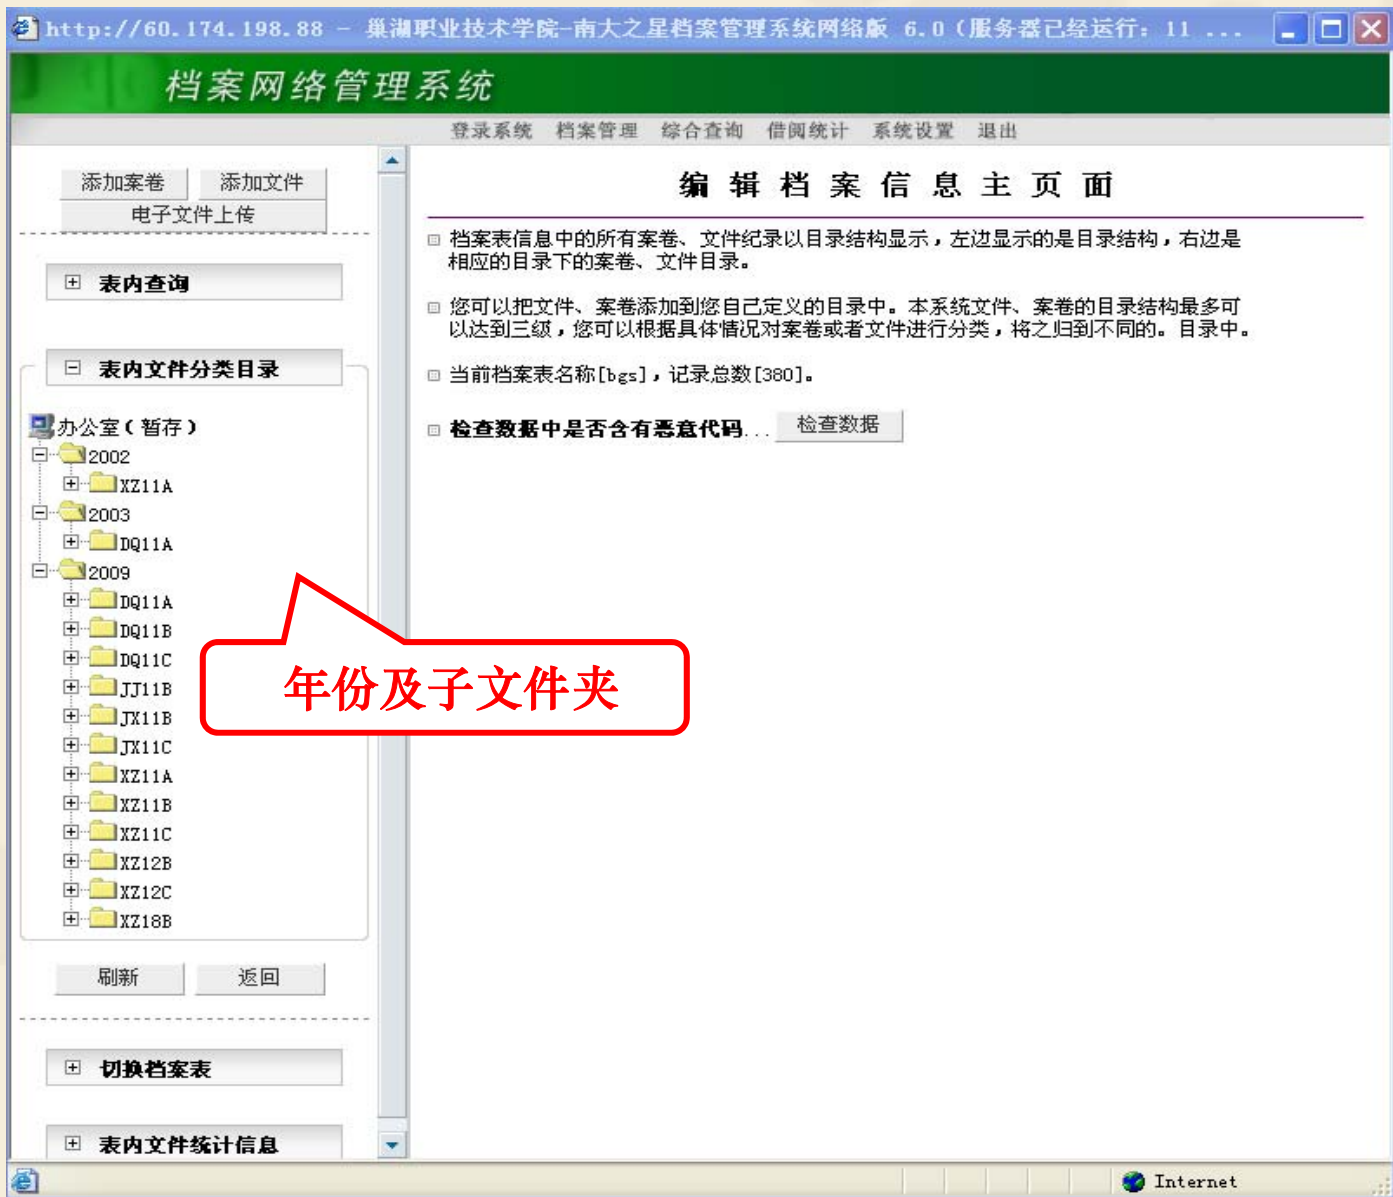 http://60.174.198.88 - 巢湖职业技术学院-南大之星档案管理系统网络版 6.0(服务器已经运行: 11 ...
档案网络管理系统
登录系统 档案管理 综合查询 借阅统计 系统设置 退出
添加案卷 添加文件
电子文件上传
表内查询
表内文件分类目录
办公室(暂存)
2002
XZ11A
2003
DQ11A
2009
DQ11A
DQ11B
DQ11C
JJ11B
JX11B
JX11C
XZ11A
XZ11B
XZ11C
XZ12B
XZ12C
XZ18B
刷新 返回
切换档案表
表内文件统计信息
编辑档案信息主页面
档案表信息中的所有案卷、文件纪录以目录结构显示，左边显示的是目录结构，右边是
相应的目录下的案卷、文件目录。
您可以把文件、案卷添加到您自己定义的目录中。本系统文件、案卷的目录结构最多可
以达到三级，您可以根据具体情况对案卷或者文件进行分类，将之归到不同的。目录中。
当前档案表名称[bgs]，记录总数[380]。
检查数据中是否含有恶意代码... 检查数据
年份及子文件夹
Internet